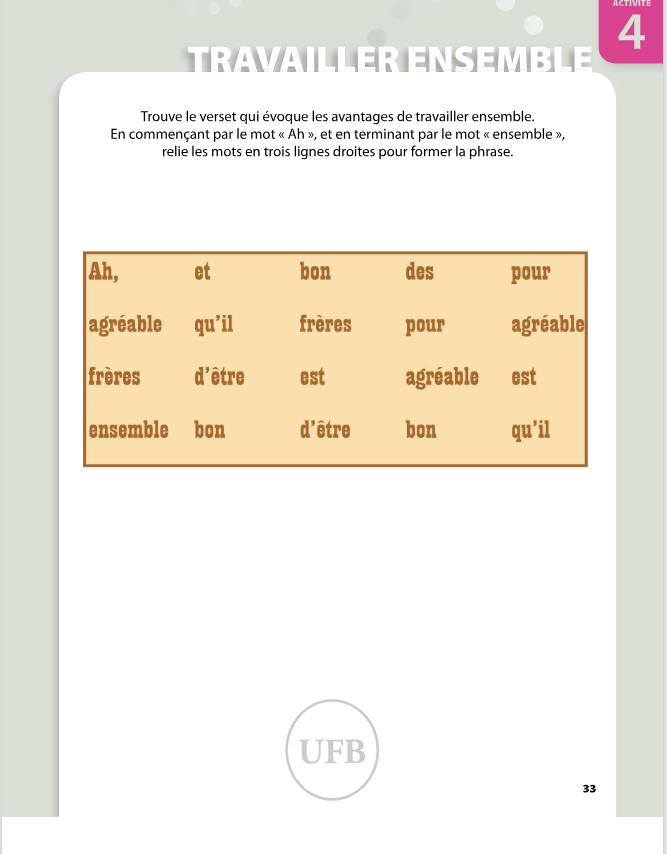 ACTIVITÉ
4
TRAVAILLER ENSEMBLE
Trouve le verset qui évoque les avantages de travailler ensemble.
En commençant par le mot « Ah », et en terminant par le mot « ensemble »,
relie les mots en trois lignes droites pour former la phrase.
Ah, et bon des pour
agréable qu’il frères pour agréable
frères d’être est agréable est
ensemble bon d’être bon qu’il
UFB
33